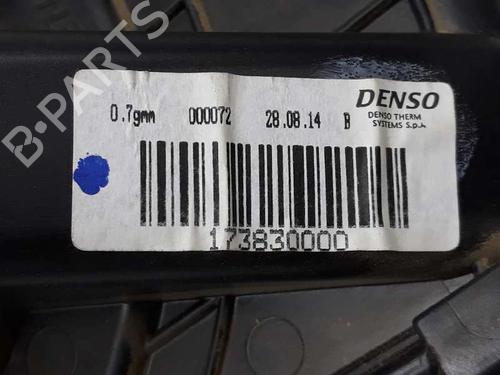 B-PARTS
0.7gmm 000072 28.08.14 B
DENSO
DENSO THERM
SYSTEMS S.p.A
173830000